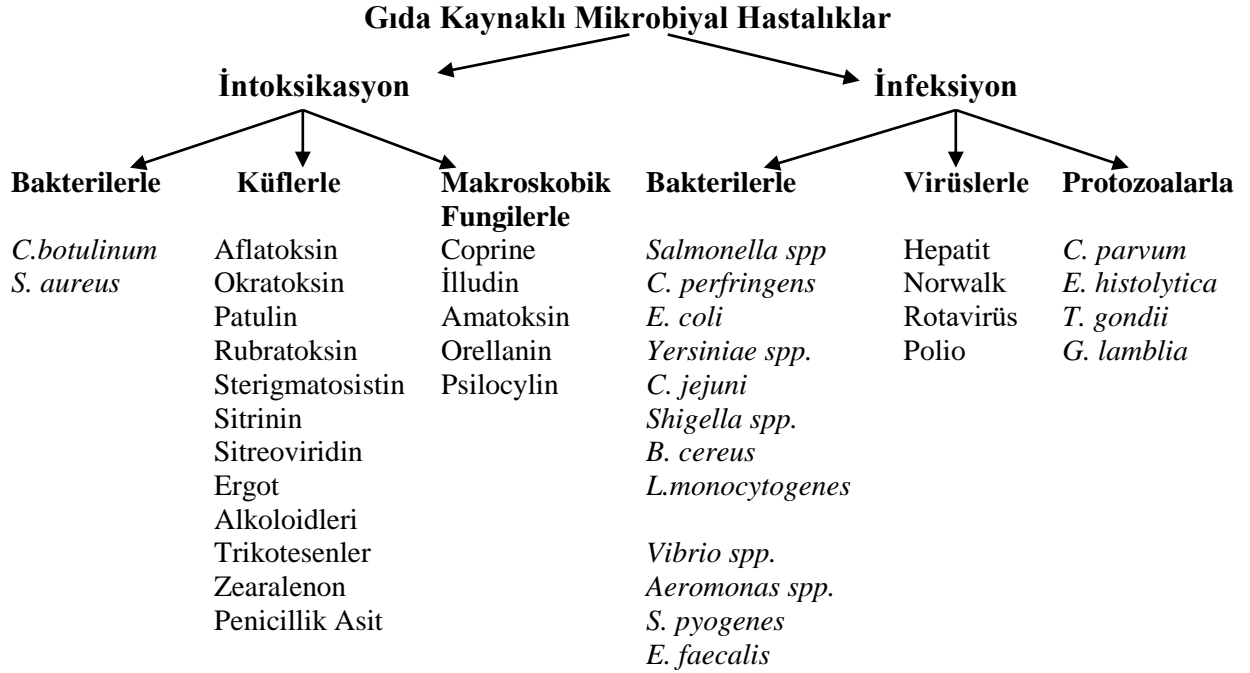 Gıda Kaynaklı Mikrobiyal Hastalıklar
İntoksikasyon
İnfeksiyon
Bakterilerle
C.botulinum
S. aureus
Küflerle
Aflatoksin
Okratoksin
Patulin
Rubratoksin
Sterigmatosistin
Sitrinin
Sitreoviridin
Ergot
Alkoloidleri
Trikotesenler
Zearalenon
Penicillik Asit
Makroskobik
Fungilerle
Coprine
İlludin
Amatoksin
Orellanin
Psilocylin
Bakterilerle
Salmonella spp
C. perfringens
E. coli
Yersiniae spp.
C. jejuni
Shigella spp.
B. cereus
L.monocytogenes
Vibrio spp.
Aeromonas spp.
S. pyogenes
E. faecalis
Virüslerle
Hepatit
Norwalk
Rotavirüs
Polio
Protozoalarla
C. parvum
E. histolytica
T. gondii
G. lamblia